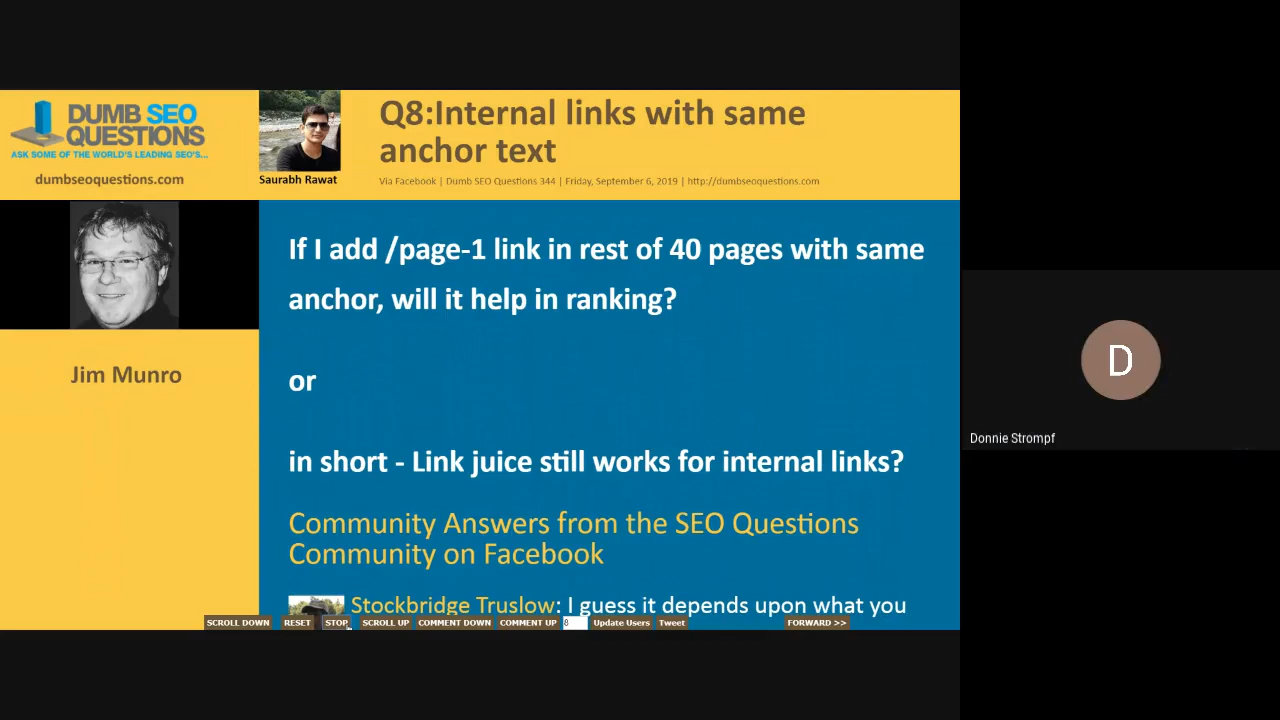 DUMB SEO
QUESTIONS
ASK SOME OF THE WORLD'S LEADING SEO'S...
dumbseoquestions.com
Saurabh Rawat
Q8:Internal links with same
anchor text
Via Facebook | Dumb SEO Questions 344 | Friday, September 6, 2019 | http://dumbseoquestions.com
Jim Munro
If I add /page-1 link in rest of 40 pages with same
anchor, will it help in ranking?
or
in short - Link juice still works for internal links?
Community Answers from the SEO Questions
Community on Facebook
Stockbridge Truslow: I guess it depends upon what you
SCROLL DOWN RESET STOP SCROLL UP COMMENT DOWN COMMENT UP 8 Update Users Tweet FORWARD >>
D
Donnie Strompf